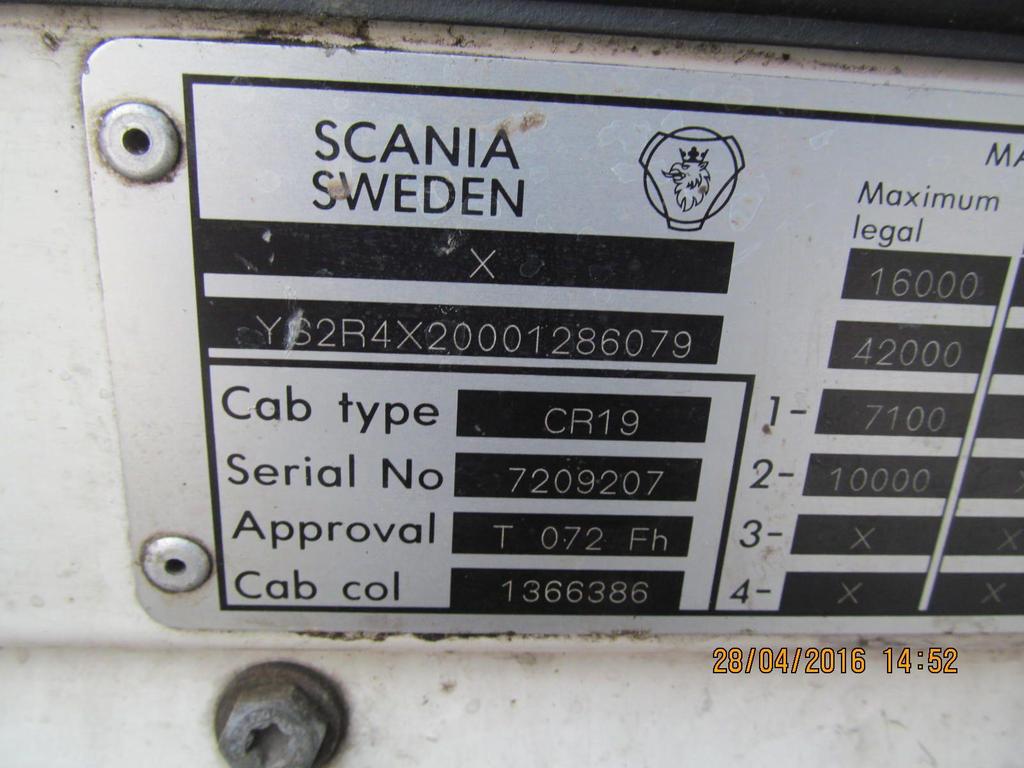 SCANIA
SWEDEN
X
YS2R4X20001286079
Cab type CR19
Serial No 7209207
Approval T 072 Fh
Cab col 1366386
Maximum
legal
16000
42000
1- 7100
2- 10000
3- X X
4- X X
28/04/2016 14:52